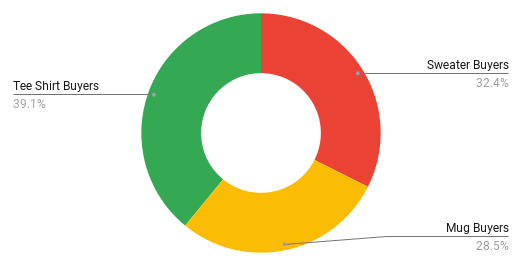 Sweater Buyers
32.4%
Tee Shirt Buyers
39.1%
Mug Buyers
28.5%